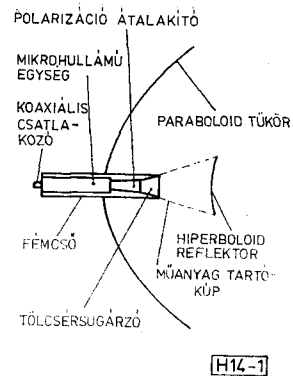 POLARIZÁCIÓ ÁTALAKÍTÓ
MIKROHULLÁMÚ
EGYSÉG
KOAXIÁLIS
CSATLA-
KOZÓ
PARABOLOID TÜKÖR
FÉMCSŐ
HIPERBOLOID
REFLEKTOR
MŰANYAG TARTÓ-
KÚP
TÖLCSÉRSUGÁRZÓ
H14-1